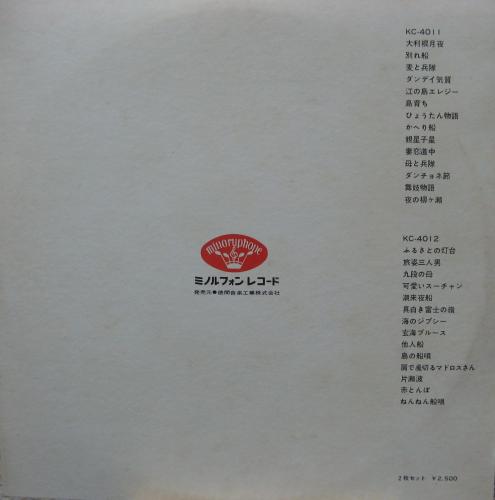 KC-4011
大利根月夜
別れ船
麦と兵隊
ダンデイ気質
江の島エレジー
島育ち
ひょうたん物語
かへり船
親星子星
妻恋道中
母と兵隊
ダンチョネ節
舞妓物語
夜の柳ケ瀬
KC-4012
ふるさとの灯台
旅姿三人男
九段の母
可愛いスーチャン
潮来夜船
真白き富士の嶺
海のジプシー
玄海ブルース
他人船
島の船唄
肩で風切るマドロスさん
片瀬波
赤とんぼ
ねんねん船唄
minoruphone
ミノルフォン レコード
発売元●徳間音楽工業株式会社
2枚セット ¥2,500